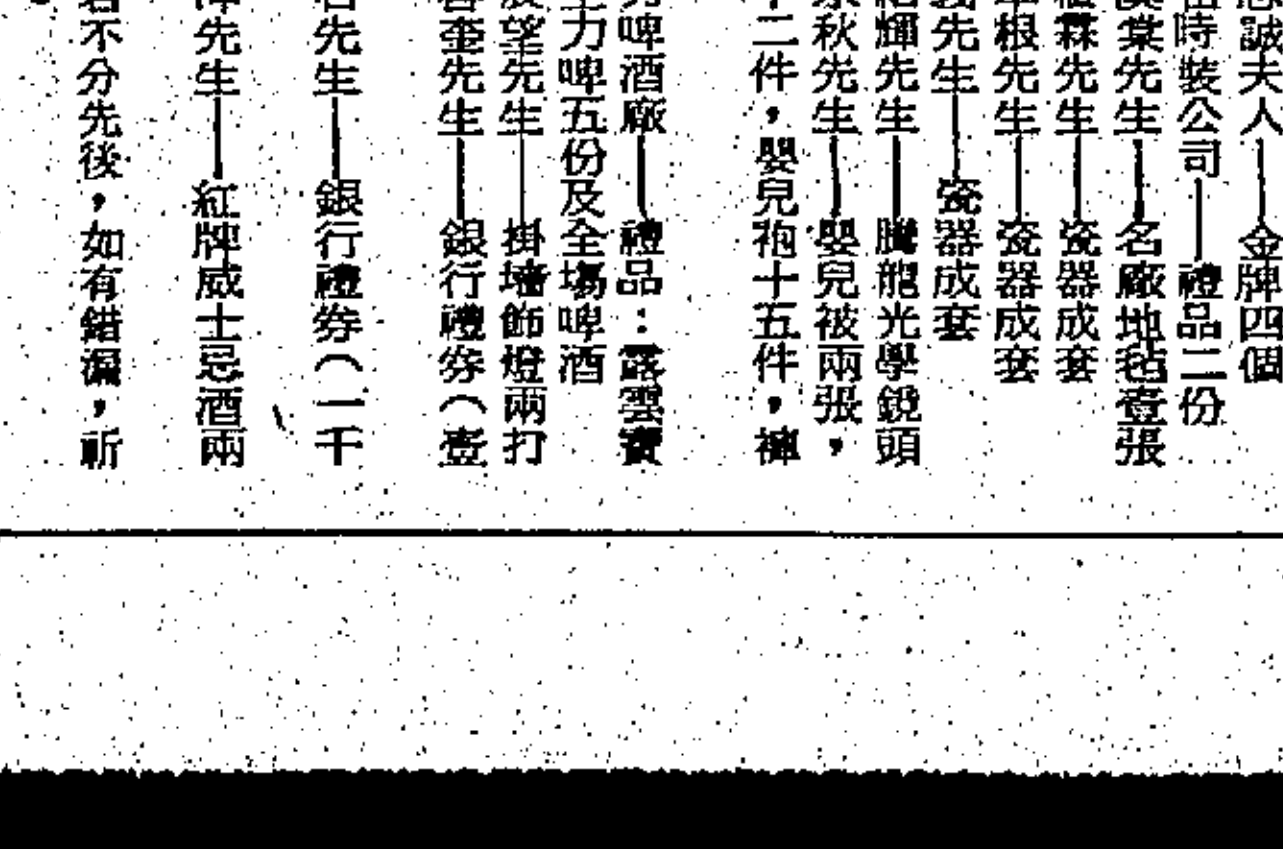 誠夫人——金牌四個
時裝公司——禮品二份
棠先生——名廠地毯壹張
霖先生——瓷器成套
根先生——瓷器成套
先生——瓷器成套
輝先生——騰龍光學鏡頭
秋先生——嬰兒被兩張，
十二件，嬰兒袍十五件，褲
啤酒廠——禮品：露雲寶
力啤五份及全場啤酒
望先生——掛墻飾燈兩打
奎先生——銀行禮券（壹
先生——銀行禮券（一千
先生——紅牌威士忌酒兩
名不分先後，如有錯漏，祈